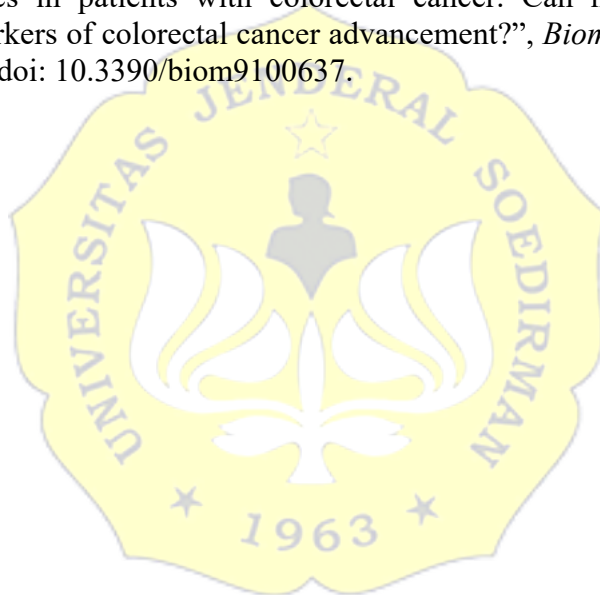 es in patients with colorectal cancer: Can
rkers of colorectal cancer advancement?”, Biom
doi: 10.3390/biom9100637.
UNIVERSITAS JENDERAL SOEDIRMAN
1963